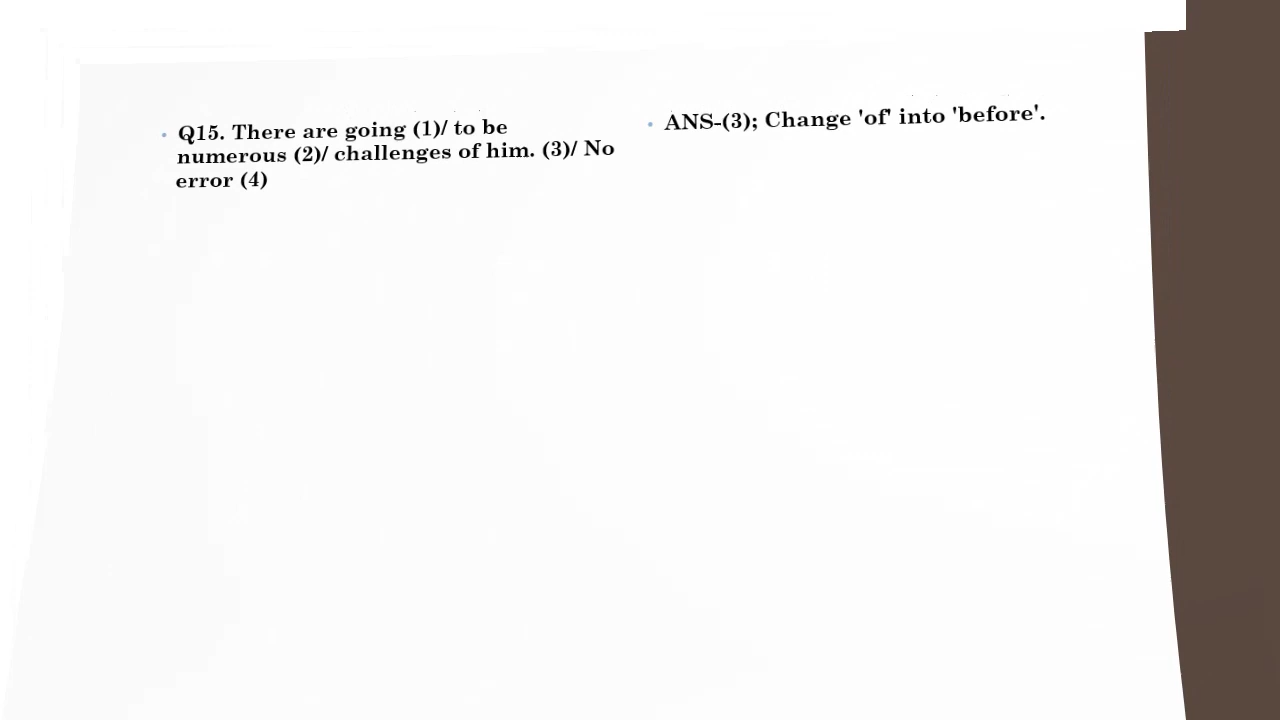 Q15. There are going (1)/ to be
numerous (2)/ challenges of him. (3)/ No
error (4)
ANS-(3); Change 'of' into 'before'.